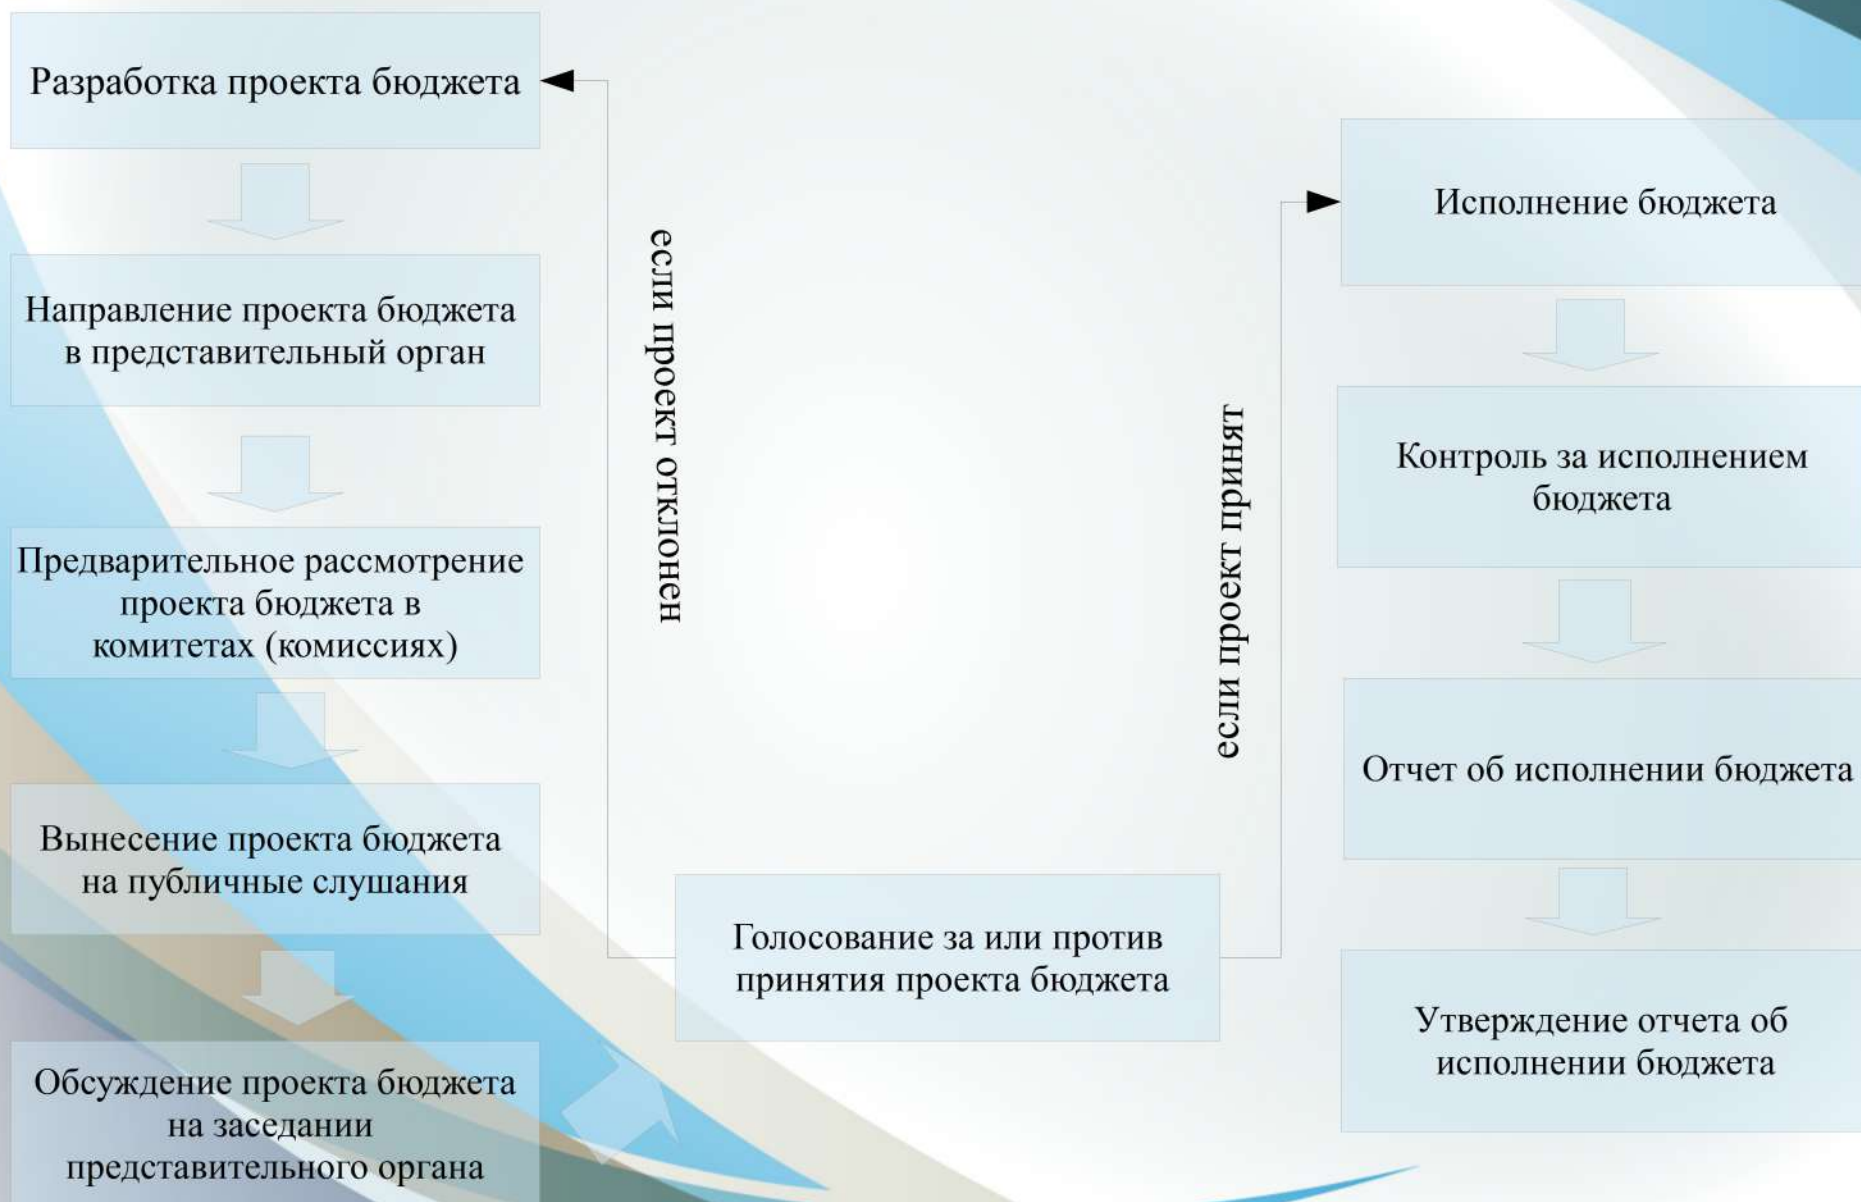 Разработка проекта бюджета
Направление проекта бюджета
в представительный орган
Предварительное рассмотрение
проекта бюджета в
комитетах (комиссиях)
Вынесение проекта бюджета
на публичные слушания
Обсуждение проекта бюджета
на заседании
представительного органа
если проект отклонен
Голосование за или против
принятия проекта бюджета
если проект принят
Исполнение бюджета
Контроль за исполнением
бюджета
Отчет об исполнении бюджета
Утверждение отчета об
исполнении бюджета